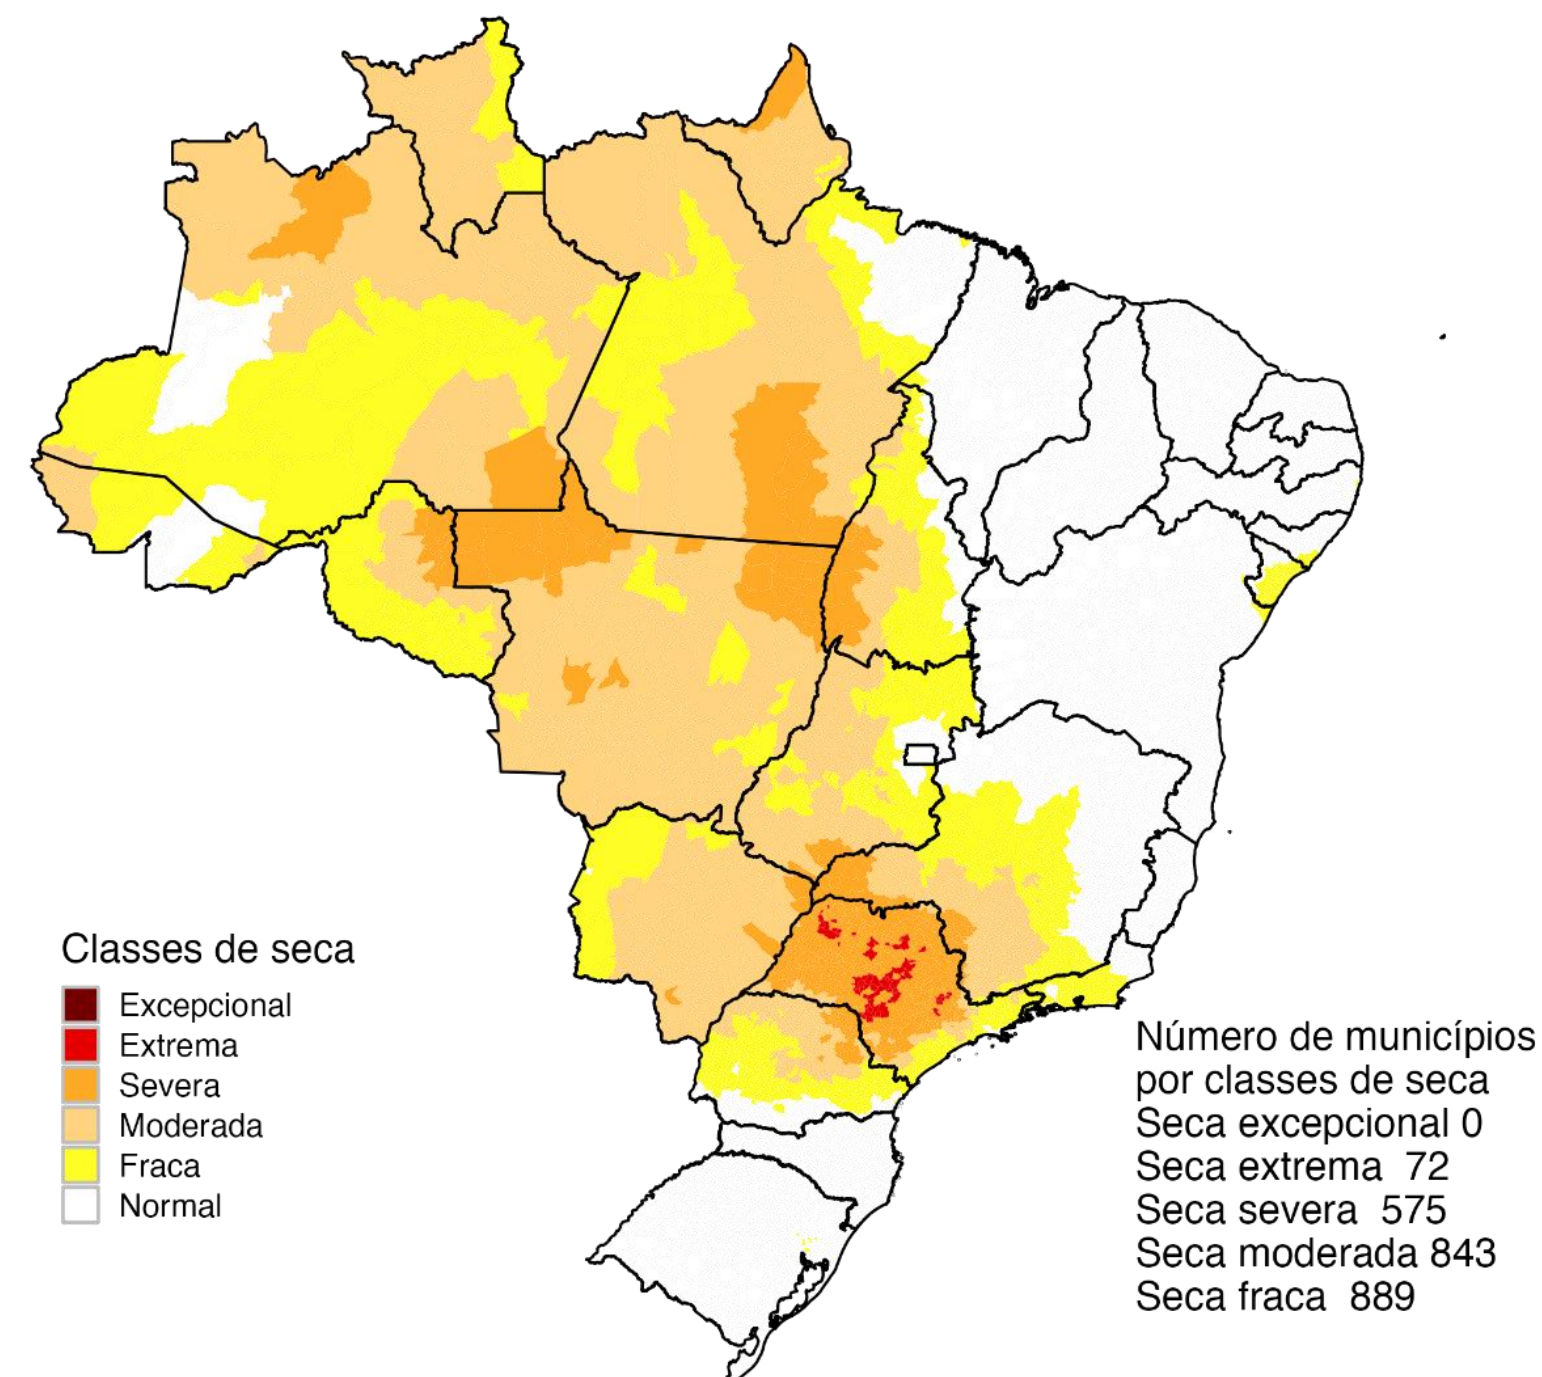 Classes de seca
Excepcional
Extrema
Severa
Moderada
Fraca
Normal
Número de municípios
por classes de seca
Seca excepcional 0
Seca extrema 72
Seca severa 575
Seca moderada 843
Seca fraca 889